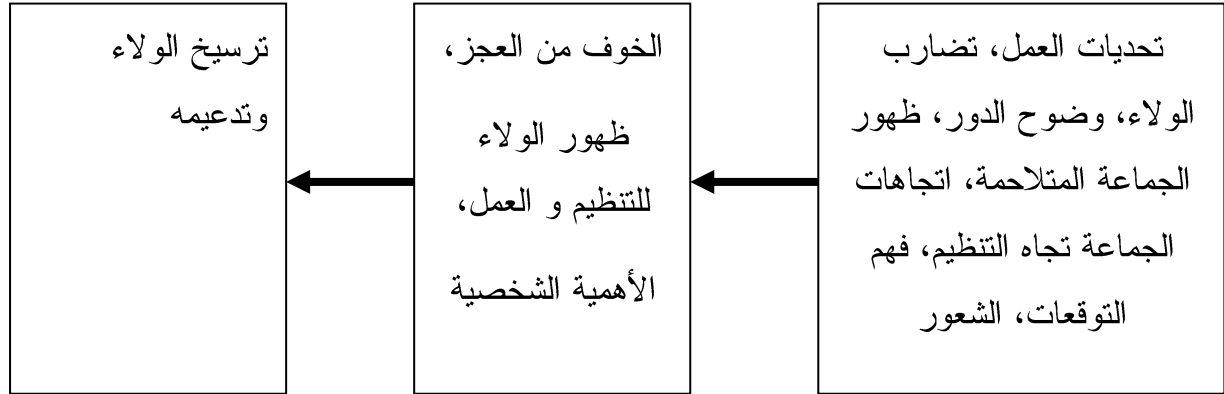 تحديات العمل، تضارب
الولاء، وضوح الدور، ظهور
الجماعة المتلاحمة، اتجاهات
الجماعة تجاه التنظيم، فهم
التوقعات، الشعور
الخوف من العجز،
ظهور الولاء
للتنظيم و العمل،
الأهمية الشخصية
ترسيخ الولاء
وتدعيمه